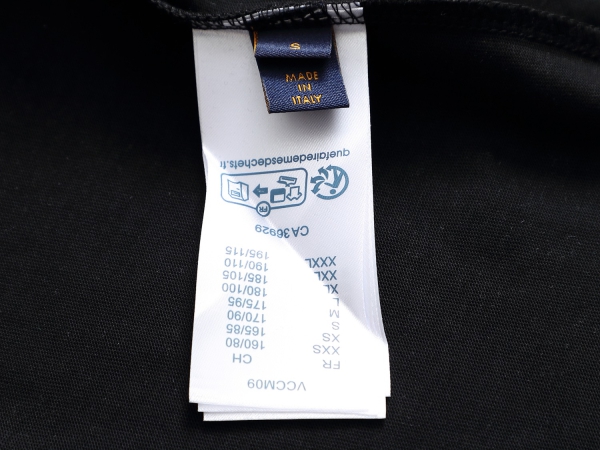 S
MADE
IN
ITALY
VCCM09
FR CH
XXS 160/80
XS 165/85
S 170/90
M 175/95
L 180/100
XL 185/105
XXL 190/110
XXXL 195/115
CA36929
FR
quefairedemesdechets.fr